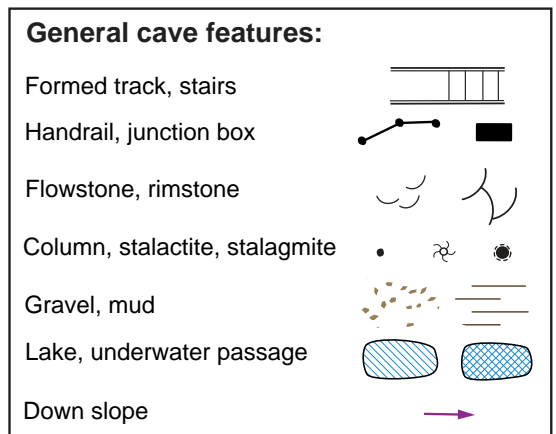 General cave features:
Formed track, stairs
Handrail, junction box
Flowstone, rimstone
Column, stalactite, stalagmite
Gravel, mud
Lake, underwater passage
Down slope